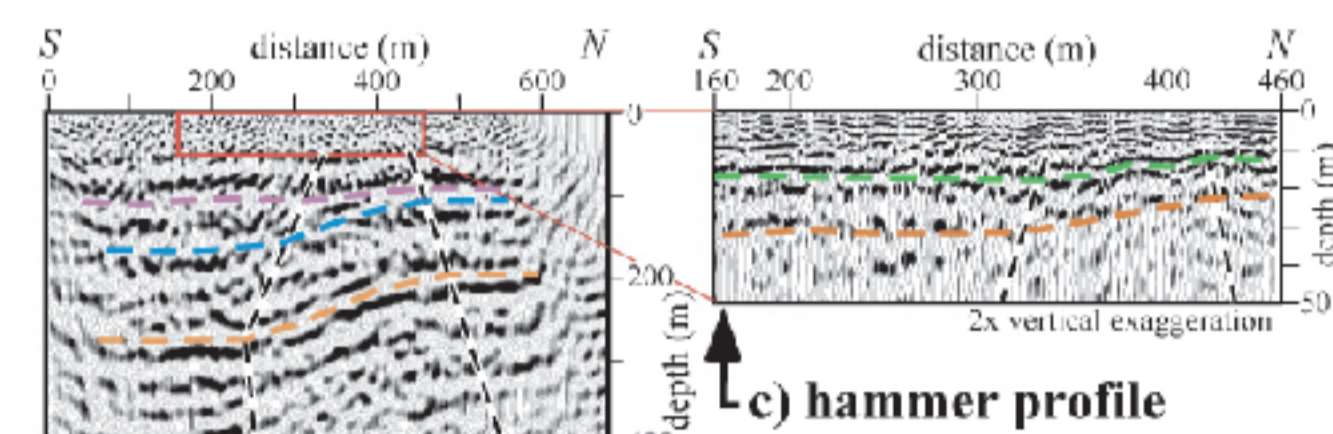 S distance (m) N
0 200 400 600
0
200
depth (m)
S distance (m) N
160 200 300 400 460
0
50
depth (m)
2x vertical exaggeration
c) hammer profile